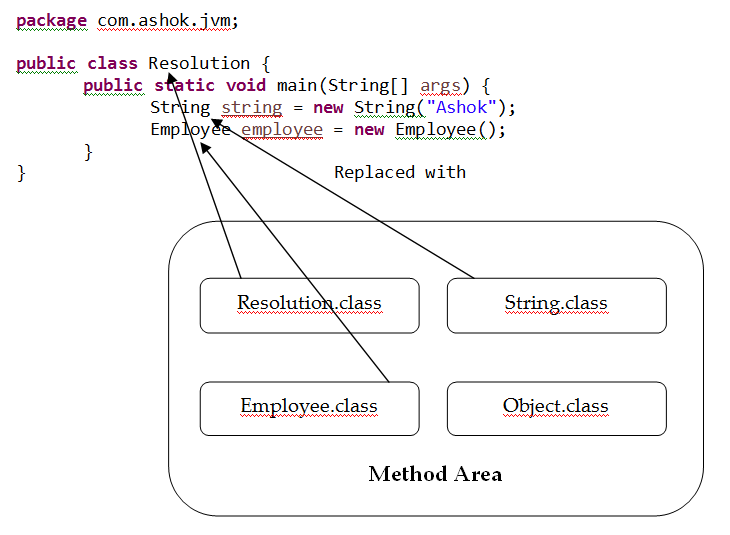 package com.ashok.jvm;
public class Resolution {
public static void main(String[] args) {
String string = new String("Ashok");
Employee employee = new Employee();
}
}
Replaced with
Resolution.class
String.class
Employee.class
Object.class
Method Area